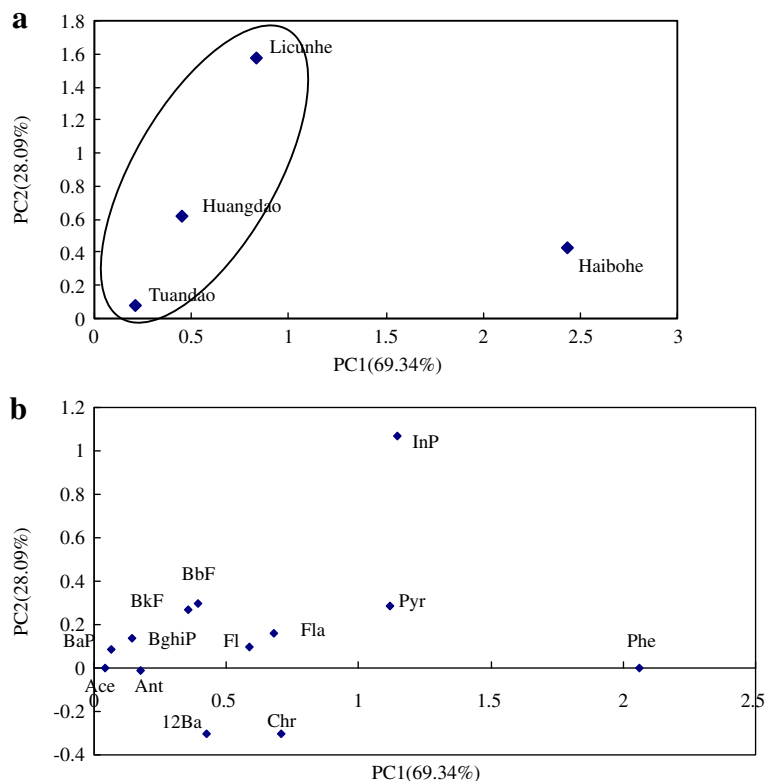 a
1.8
1.6
1.4
1.2
1
0.8
0.6
0.4
0.2
0
PC2(28.09%)
Licunhe
Huangdao
Tuandao
Haibohe
0 0.5 1 1.5 2 2.5 3
PC1(69.34%)
b
1.2
1
0.8
0.6
0.4
0.2
0
-0.2
-0.4
PC2(28.09%)
InP
BbF
BkF
Pyr
BaP
BghiP
Fl
Fla
Phe
Ace
Ant
12Ba
Chr
0 0.5 1 1.5 2 2.5
PC1(69.34%)